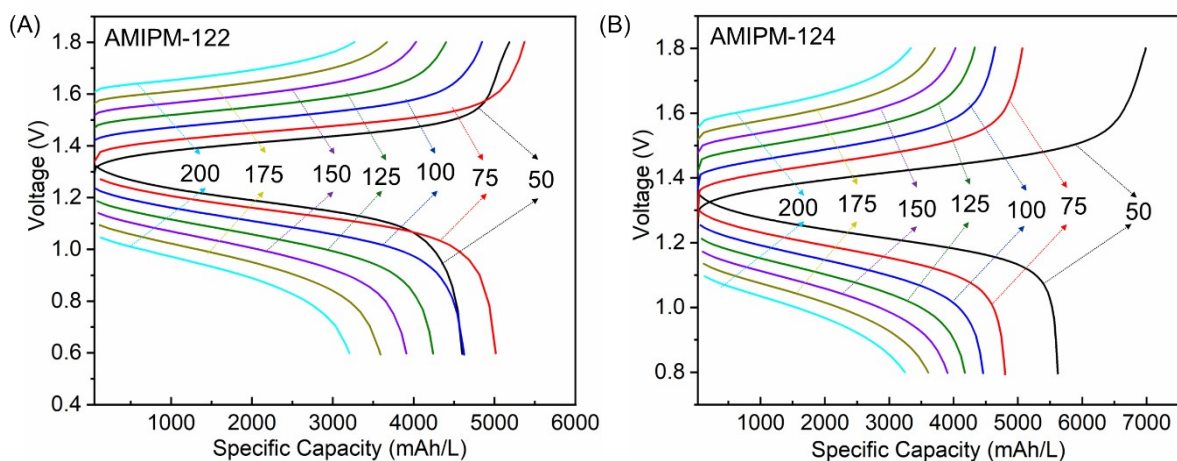 (A)
AMIPM-122
Voltage (V)
1.8
1.6
1.4
1.2
1.0
0.8
0.6
0.4
200 175 150 125 100 75 50
1000 2000 3000 4000 5000 6000
Specific Capacity (mAh/L)
(B)
AMIPM-124
Voltage (V)
1.8
1.6
1.4
1.2
1.0
0.8
200 175 150 125 100 75 50
1000 2000 3000 4000 5000 6000 7000
Specific Capacity (mAh/L)